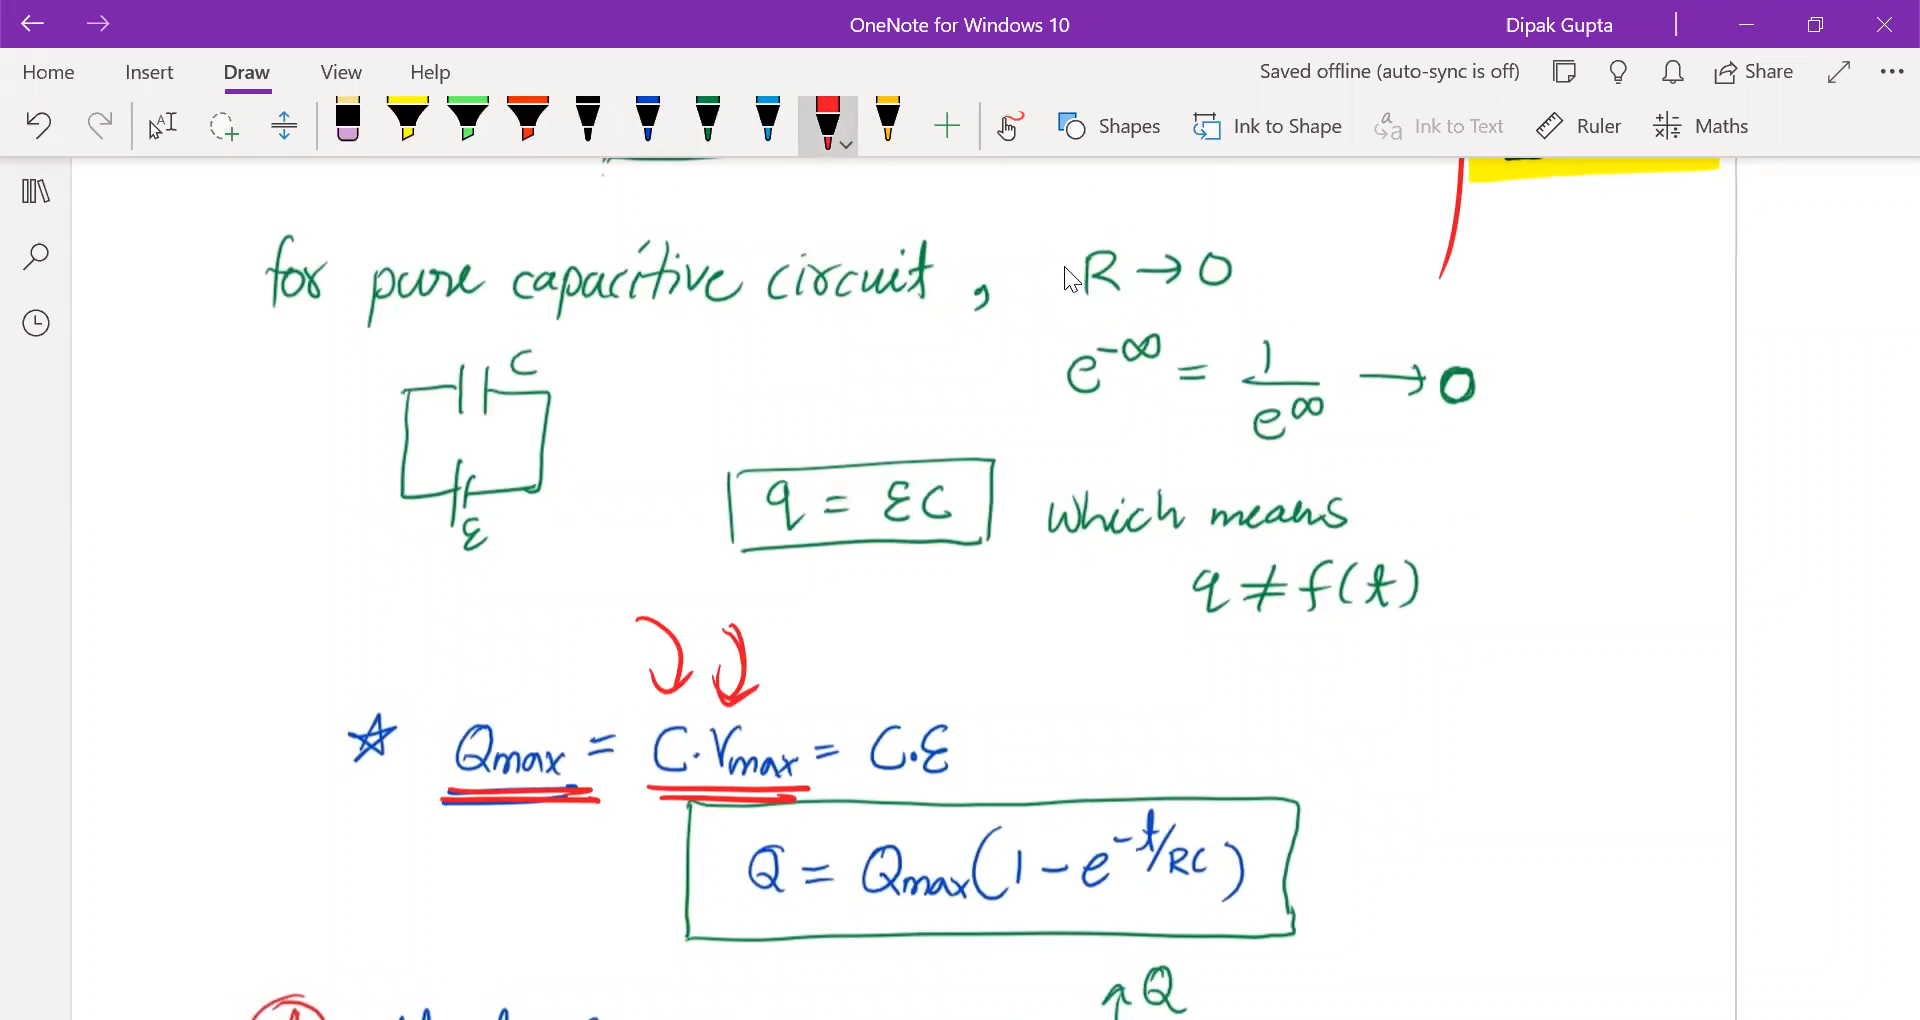 OneNote for Windows 10
Dipak Gupta
Home Insert Draw View Help
Saved offline (auto-sync is off) Share
Shapes Ink to Shape Ink to Text Ruler Maths
for pure capacitive circuit, R → 0
C
e^-∞ = 1/e^∞ → 0
q = εC which means
ε
q ≠ f(t)
☆ Qmax = C.Vmax = C.ε
Q = Qmax(1 - e^-t/RC)
↑ Q